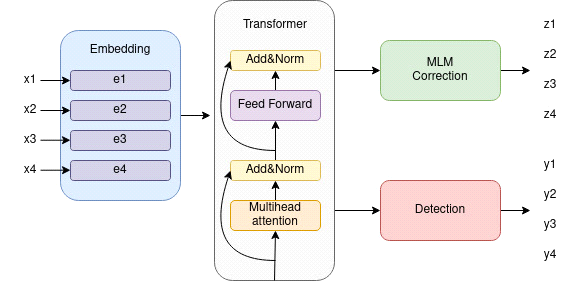 Embedding
x1
e1
x2
e2
x3
e3
x4
e4
Transformer
Add&Norm
Feed Forward
Add&Norm
Multihead
attention
MLM
Correction
Detection
z1
z2
z3
z4
y1
y2
y3
y4